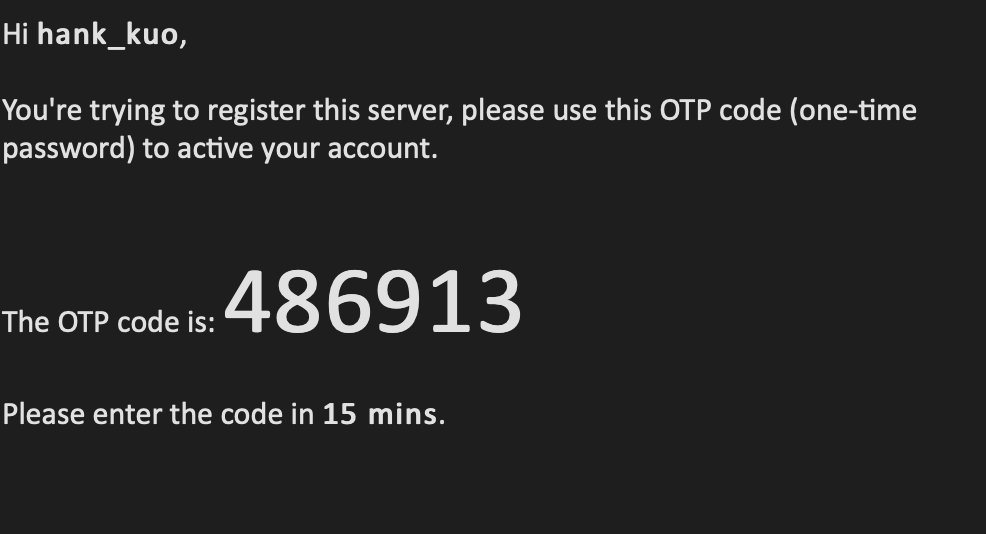 Hi hank_kuo,
You're trying to register this server, please use this OTP code (one-time
password) to active your account.
The OTP code is: 486913
Please enter the code in 15 mins.